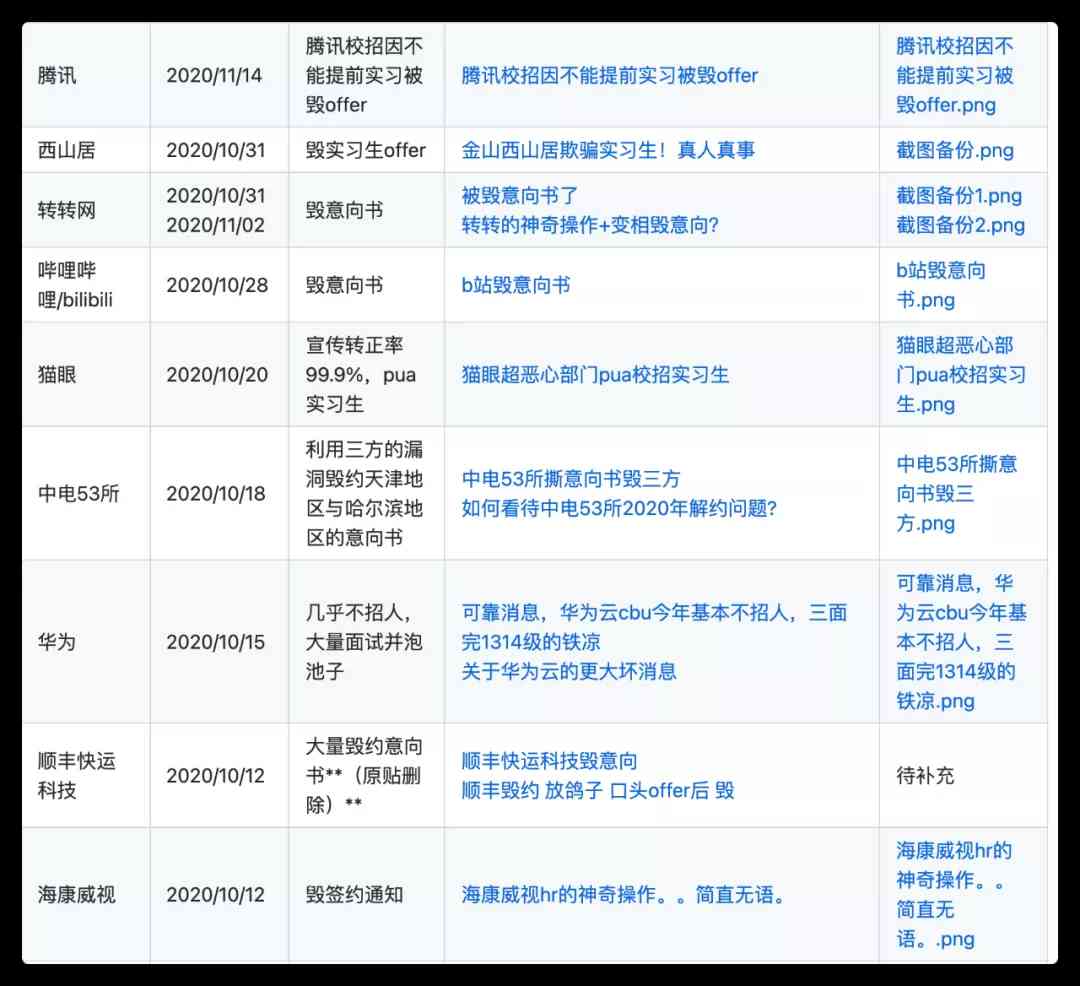 腾讯
2020/11/14
腾讯校招因不
能提前实习被
毁offer
腾讯校招因不能提前实习被毁offer
腾讯校招因不
能提前实习被
毁offer.png
西山居
2020/10/31
毁实习生offer
金山西山居欺骗实习生！真人真事
截图备份.png
转转网
2020/10/31
2020/11/02
毁意向书
被毁意向书了
转转的神奇操作+变相毁意向?
截图备份1.png
截图备份2.png
哔哩哔
哩/bilibili
2020/10/28
毁意向书
b站毁意向书
b站毁意向
书.png
猫眼
2020/10/20
宣传转正率
99.9%，pua
实习生
猫眼超恶心部门pua校招实习生
猫眼超恶心部
门pua校招实习
生.png
中电53所
2020/10/18
利用三方的漏
洞毁约天津地
区与哈尔滨地
区的意向书
中电53所撕意向书毁三方
如何看待中电53所2020年解约问题?
中电53所撕意
向书毁三
方.png
华为
2020/10/15
几乎不招人，
大量面试并泡
池子
可靠消息，华为云cbu今年基本不招人，三面
完1314级的铁凉
关于华为云的更大坏消息
可靠消息，华
为云cbu今年基
本不招人，三
面完1314级的
铁凉.png
顺丰快运
科技
2020/10/12
大量毁约意向
书**（原贴删
除）**
顺丰快运科技毁意向
顺丰毁约 放鸽子 口头offer后 毁
待补充
海康威视
2020/10/12
毁签约通知
海康威视hr的神奇操作。。简直无语。
海康威视hr的
神奇操作。。
简直无
语。.png